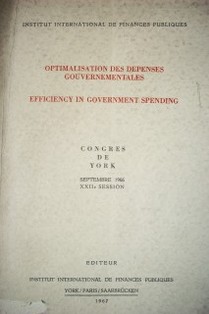 INSTITUT INTERNATIONAL DE FINANCES PUBLIQUES
OPTIMALISATION DES DEPENSES
GOUVERNEMENTALES
EFFICIENCY IN GOVERNMENT SPENDING
CONGRES
DE
YORK
SEPTEMBRE 1966
XXIIe SESSION
EDITEUR
INSTITUT INTERNATIONAL DE FINANCES PUBLIQUES
YORK/PARIS/SAARBRÜCKEN
1967